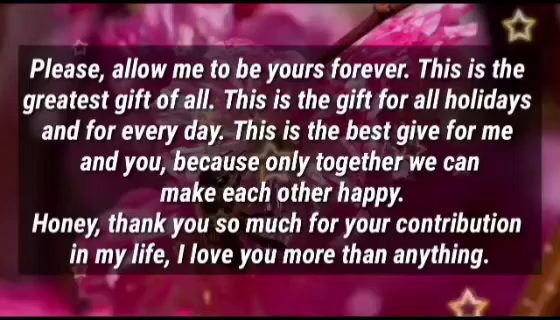 Please, allow me to be yours forever. This is the
greatest gift of all. This is the gift for all holidays
and for every day. This is the best give for me
and you, because only together we can
make each other happy.
Honey, thank you so much for your contribution
in my life, I love you more than anything.